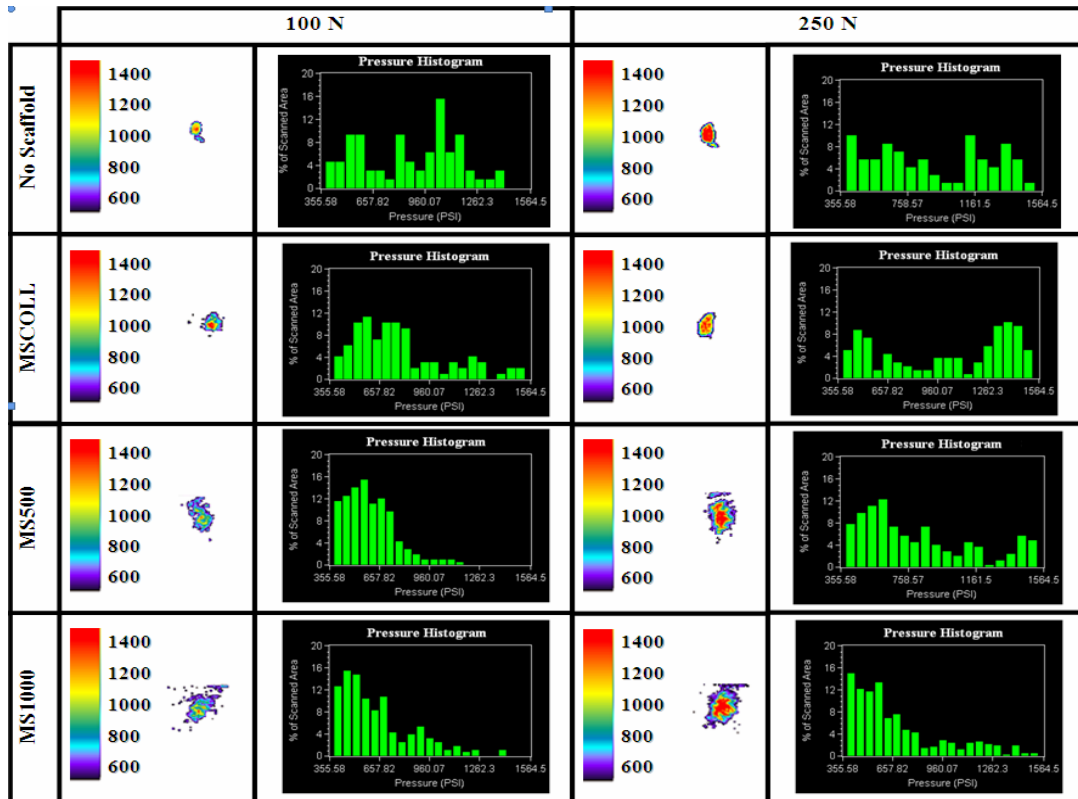 100 N
250 N
No Scaffold
1400
1200
1000
800
600
Pressure Histogram
% of Scanned Area
20
16
12
8
4
0
355.58 657.82 960.07 1262.3 1564.5
Pressure (PSI)
1400
1200
1000
800
600
Pressure Histogram
% of Scanned Area
20
16
12
8
4
0
355.58 758.57 1161.5 1564.5
Pressure (PSI)
MSCOLL
1400
1200
1000
800
600
Pressure Histogram
% of Scanned Area
20
16
12
8
4
0
355.58 657.82 960.07 1262.3 1564.5
Pressure (PSI)
1400
1200
1000
800
600
Pressure Histogram
% of Scanned Area
20
16
12
8
4
0
355.58 657.82 960.07 1262.3 1564.5
Pressure (PSI)
MS500
1400
1200
1000
800
600
Pressure Histogram
% of Scanned Area
20
16
12
8
4
0
355.58 657.82 960.07 1262.3 1564.5
Pressure (PSI)
1400
1200
1000
800
600
Pressure Histogram
% of Scanned Area
20
16
12
8
4
0
355.58 758.57 1161.5 1564.5
Pressure (PSI)
MS1000
1400
1200
1000
800
600
Pressure Histogram
% of Scanned Area
20
16
12
8
4
0
355.58 657.82 960.07 1262.3 1564.5
Pressure (PSI)
1400
1200
1000
800
600
Pressure Histogram
% of Scanned Area
20
16
12
8
4
0
355.58 657.82 960.07 1262.3 1564.5
Pressure (PSI)